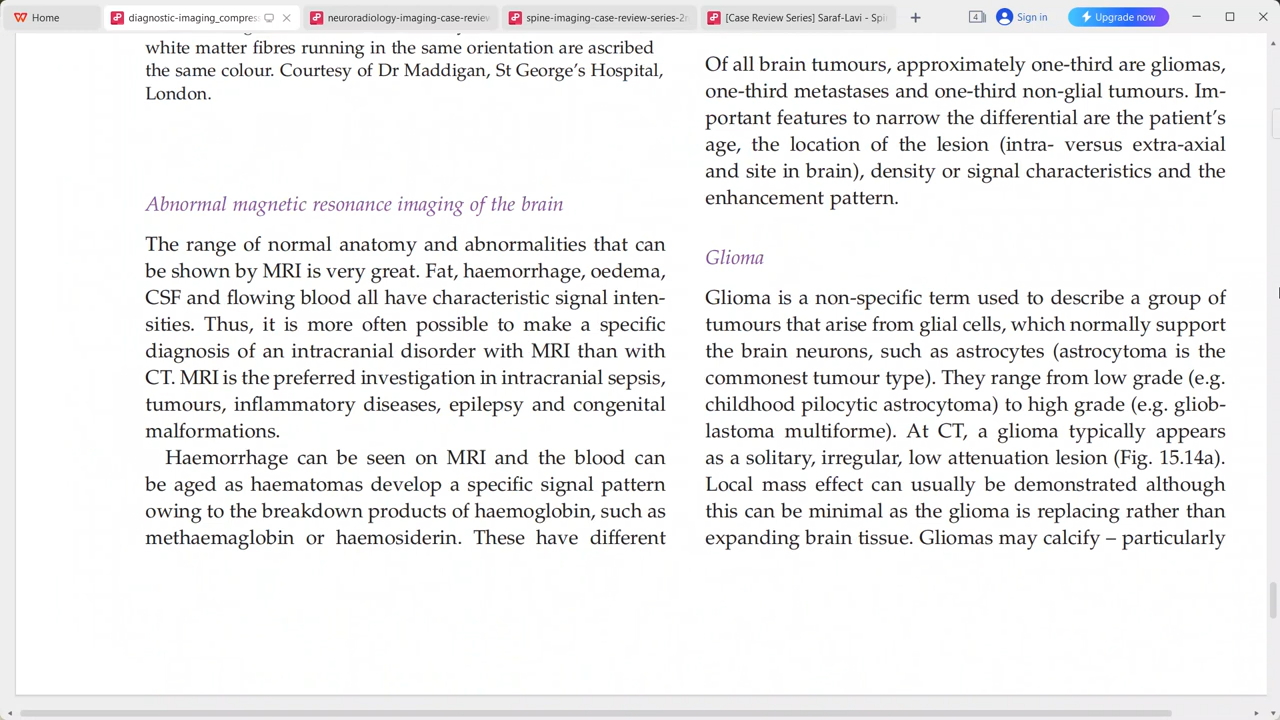 Home
diagnostic-imaging_compres
neuroradiology-imaging-case-review
spine-imaging-case-review-series-2
[Case Review Series] Saraf-Lavi - Spi
4
Sign in
Upgrade now
white matter fibres running in the same orientation are ascribed
the same colour. Courtesy of Dr Maddigan, St George's Hospital,
London.
Abnormal magnetic resonance imaging of the brain
The range of normal anatomy and abnormalities that can
be shown by MRI is very great. Fat, haemorrhage, oedema,
CSF and flowing blood all have characteristic signal inten-
sities. Thus, it is more often possible to make a specific
diagnosis of an intracranial disorder with MRI than with
CT. MRI is the preferred investigation in intracranial sepsis,
tumours, inflammatory diseases, epilepsy and congenital
malformations.
Haemorrhage can be seen on MRI and the blood can
be aged as haematomas develop a specific signal pattern
owing to the breakdown products of haemoglobin, such as
methaemaglobin or haemosiderin. These have different
Of all brain tumours, approximately one-third are gliomas,
one-third metastases and one-third non-glial tumours. Im-
portant features to narrow the differential are the patient's
age, the location of the lesion (intra- versus extra-axial
and site in brain), density or signal characteristics and the
enhancement pattern.
Glioma
Glioma is a non-specific term used to describe a group of
tumours that arise from glial cells, which normally support
the brain neurons, such as astrocytes (astrocytoma is the
commonest tumour type). They range from low grade (e.g.
childhood pilocytic astrocytoma) to high grade (e.g. gliob-
lastoma multiforme). At CT, a glioma typically appears
as a solitary, irregular, low attenuation lesion (Fig. 15.14a).
Local mass effect can usually be demonstrated although
this can be minimal as the glioma is replacing rather than
expanding brain tissue. Gliomas may calcify – particularly